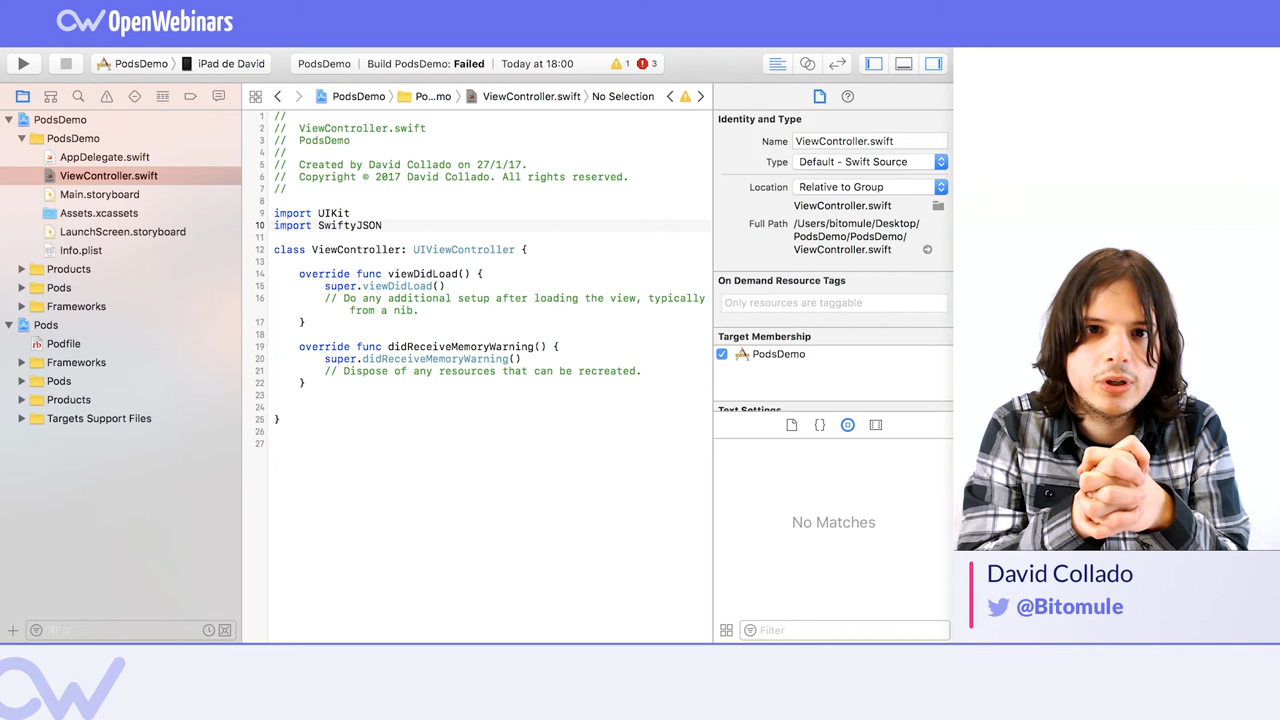 OpenWebinars
PodsDemo
iPad de David
PodsDemo
Build PodsDemo: Failed
Today at 18:00
1
3
PodsDemo
Po...mo
ViewController.swift
No Selection
PodsDemo
PodsDemo
AppDelegate.swift
ViewController.swift
Main.storyboard
Assets.xcassets
LaunchScreen.storyboard
Info.plist
Products
Pods
Frameworks
Pods
Podfile
Frameworks
Pods
Products
Targets Support Files
1 //
2 //  ViewController.swift
3 //  PodsDemo
4 //
5 //  Created by David Collado on 27/1/17.
6 //  Copyright © 2017 David Collado. All rights reserved.
7 //
8
9 import UIKit
10 import SwiftyJSON
11
12 class ViewController: UIViewController {
13
14 override func viewDidLoad() {
15 super.viewDidLoad()
16 // Do any additional setup after loading the view, typically
from a nib.
17 }
18
19 override func didReceiveMemoryWarning() {
20 super.didReceiveMemoryWarning()
21 // Dispose of any resources that can be recreated.
22 }
23
24
25 }
26
27
Identity and Type
Name ViewController.swift
Type Default - Swift Source
Location Relative to Group
ViewController.swift
Full Path /Users/bitomule/Desktop/
PodsDemo/PodsDemo/
ViewController.swift
On Demand Resource Tags
Only resources are taggable
Target Membership
PodsDemo
Text Settings
No Matches
Filter
David Collado
@Bitomule